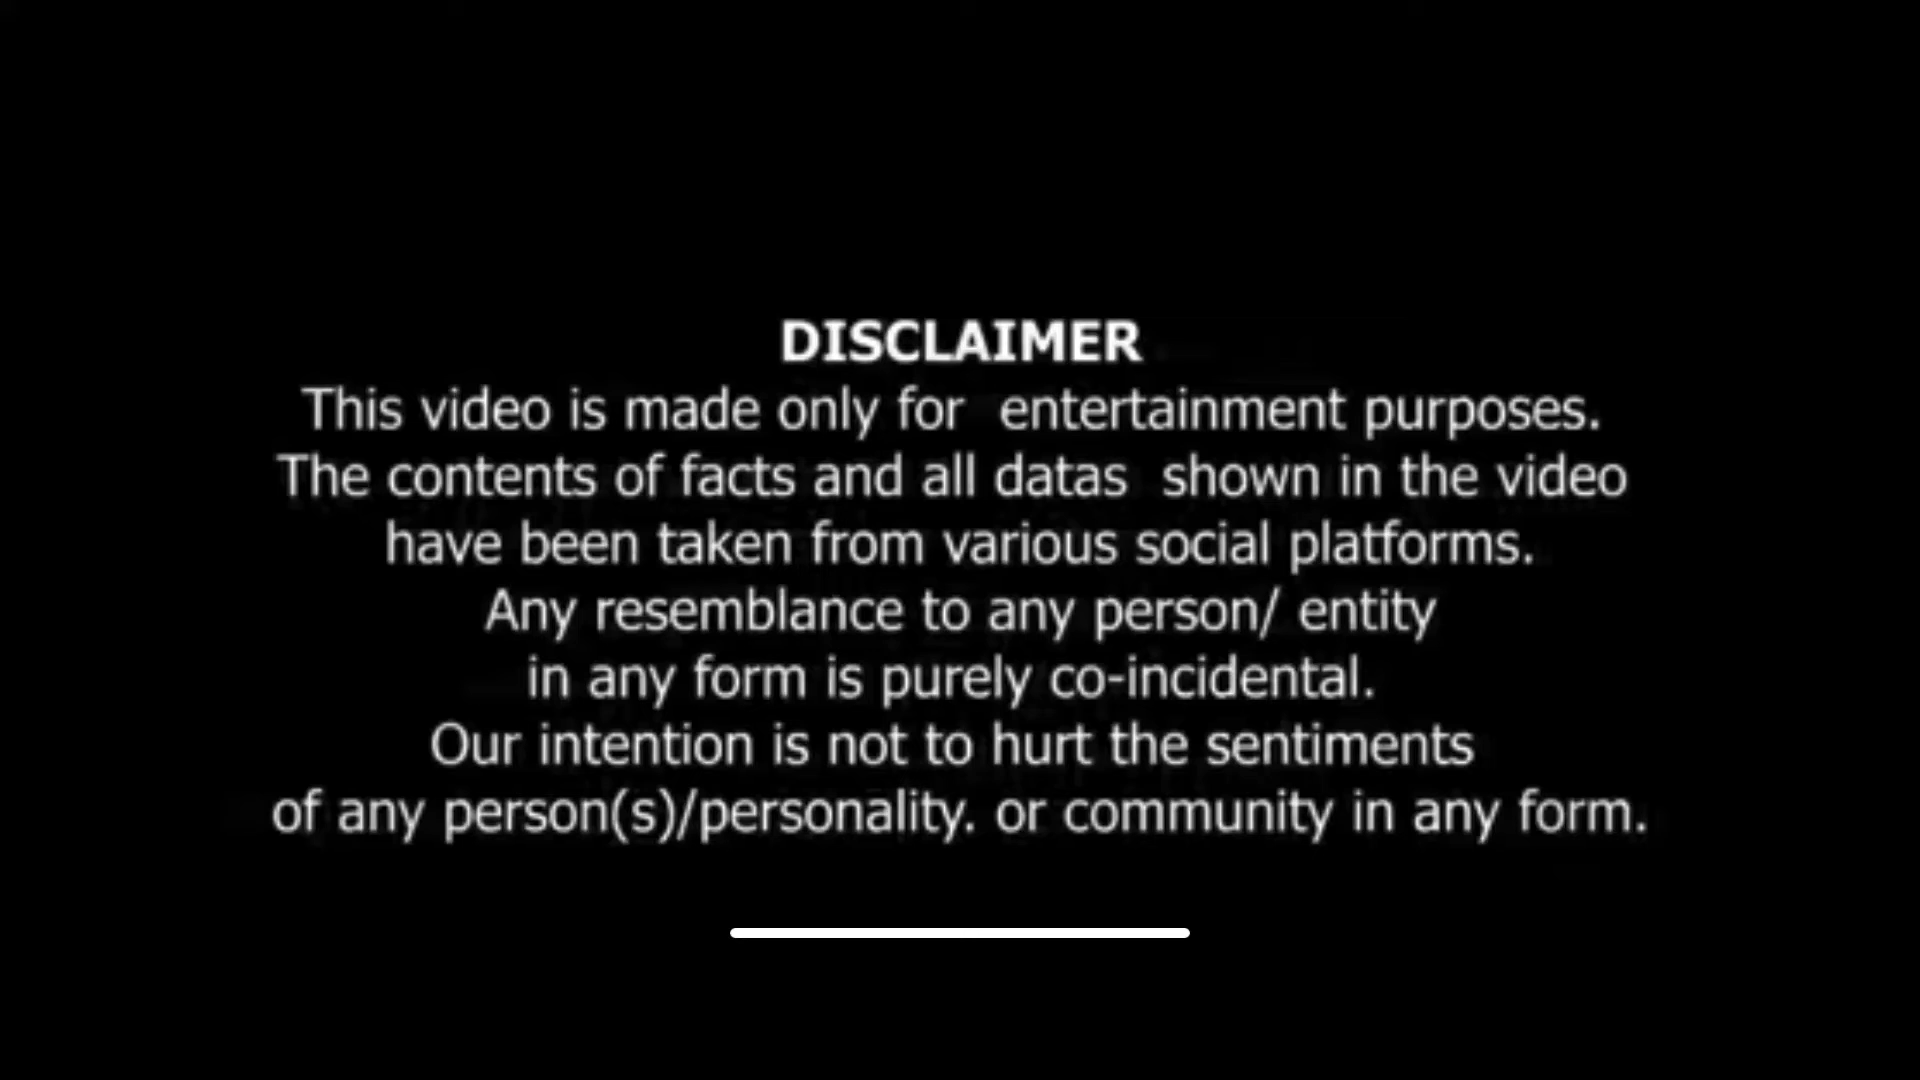 DISCLAIMER
This video is made only for  entertainment purposes.
The contents of facts and all datas  shown in the video
have been taken from various social platforms.
Any resemblance to any person/ entity
in any form is purely co-incidental.
Our intention is not to hurt the sentiments
of any person(s)/personality. or community in any form.